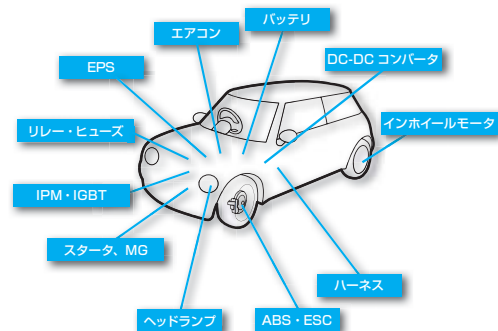 バッテリ
エアコン
DC-DC コンバータ
EPS
リレー・ヒューズ
インホイールモータ
IPM・IGBT
スタータ、MG
ハーネス
ヘッドランプ
ABS・ESC